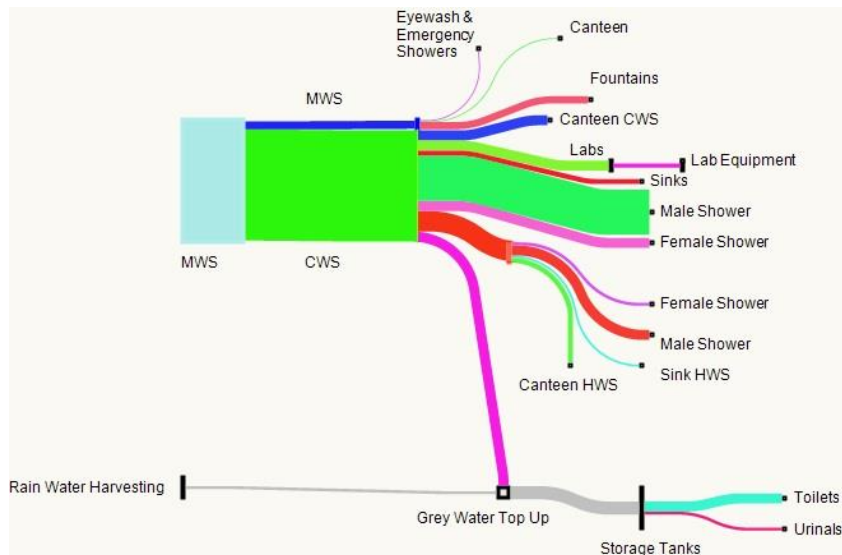 Eyewash &
Emergency
Showers
Canteen
Fountains
MWS
Canteen CWS
Labs
Lab Equipment
Sinks
Male Shower
Female Shower
MWS
CWS
Female Shower
Male Shower
Sink HWS
Canteen HWS
Rain Water Harvesting
Toilets
Grey Water Top Up
Urinals
Storage Tanks